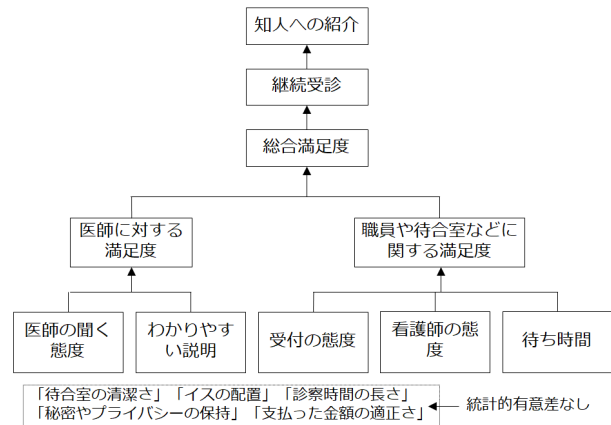 知人への紹介
継続受診
総合満足度
医師に対する
満足度
職員や待合室などに
関する満足度
医師の聞く
態度
わかりやす
い説明
受付の態度
看護師の態
度
待ち時間
「待合室の清潔さ」「イスの配置」「診察時間の長さ」
「秘密やプライバシーの保持」「支払った金額の適正さ」
統計的有意差なし